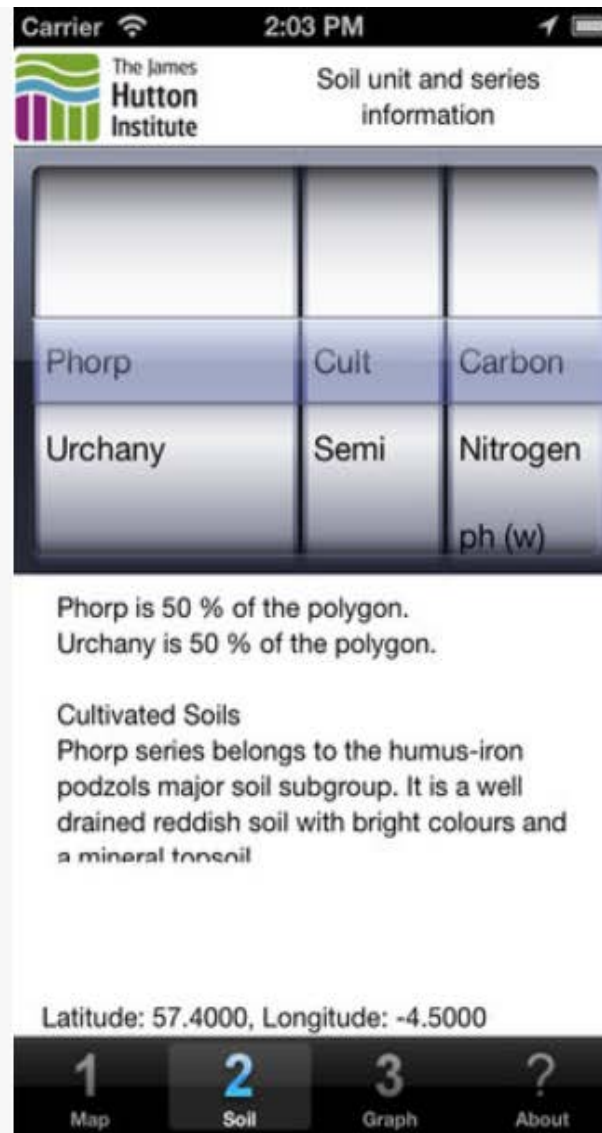 Carrier 2:03 PM
The James
Hutton
Institute
Soil unit and series
information
Phorp Cult Carbon
Urchany Semi Nitrogen
ph (w)
Phorp is 50 % of the polygon.
Urchany is 50 % of the polygon.
Cultivated Soils
Phorp series belongs to the humus-iron
podzols major soil subgroup. It is a well
drained reddish soil with bright colours and
a mineral topsoil
Latitude: 57.4000, Longitude: -4.5000
1 2 3 ?
Map Soil Graph About